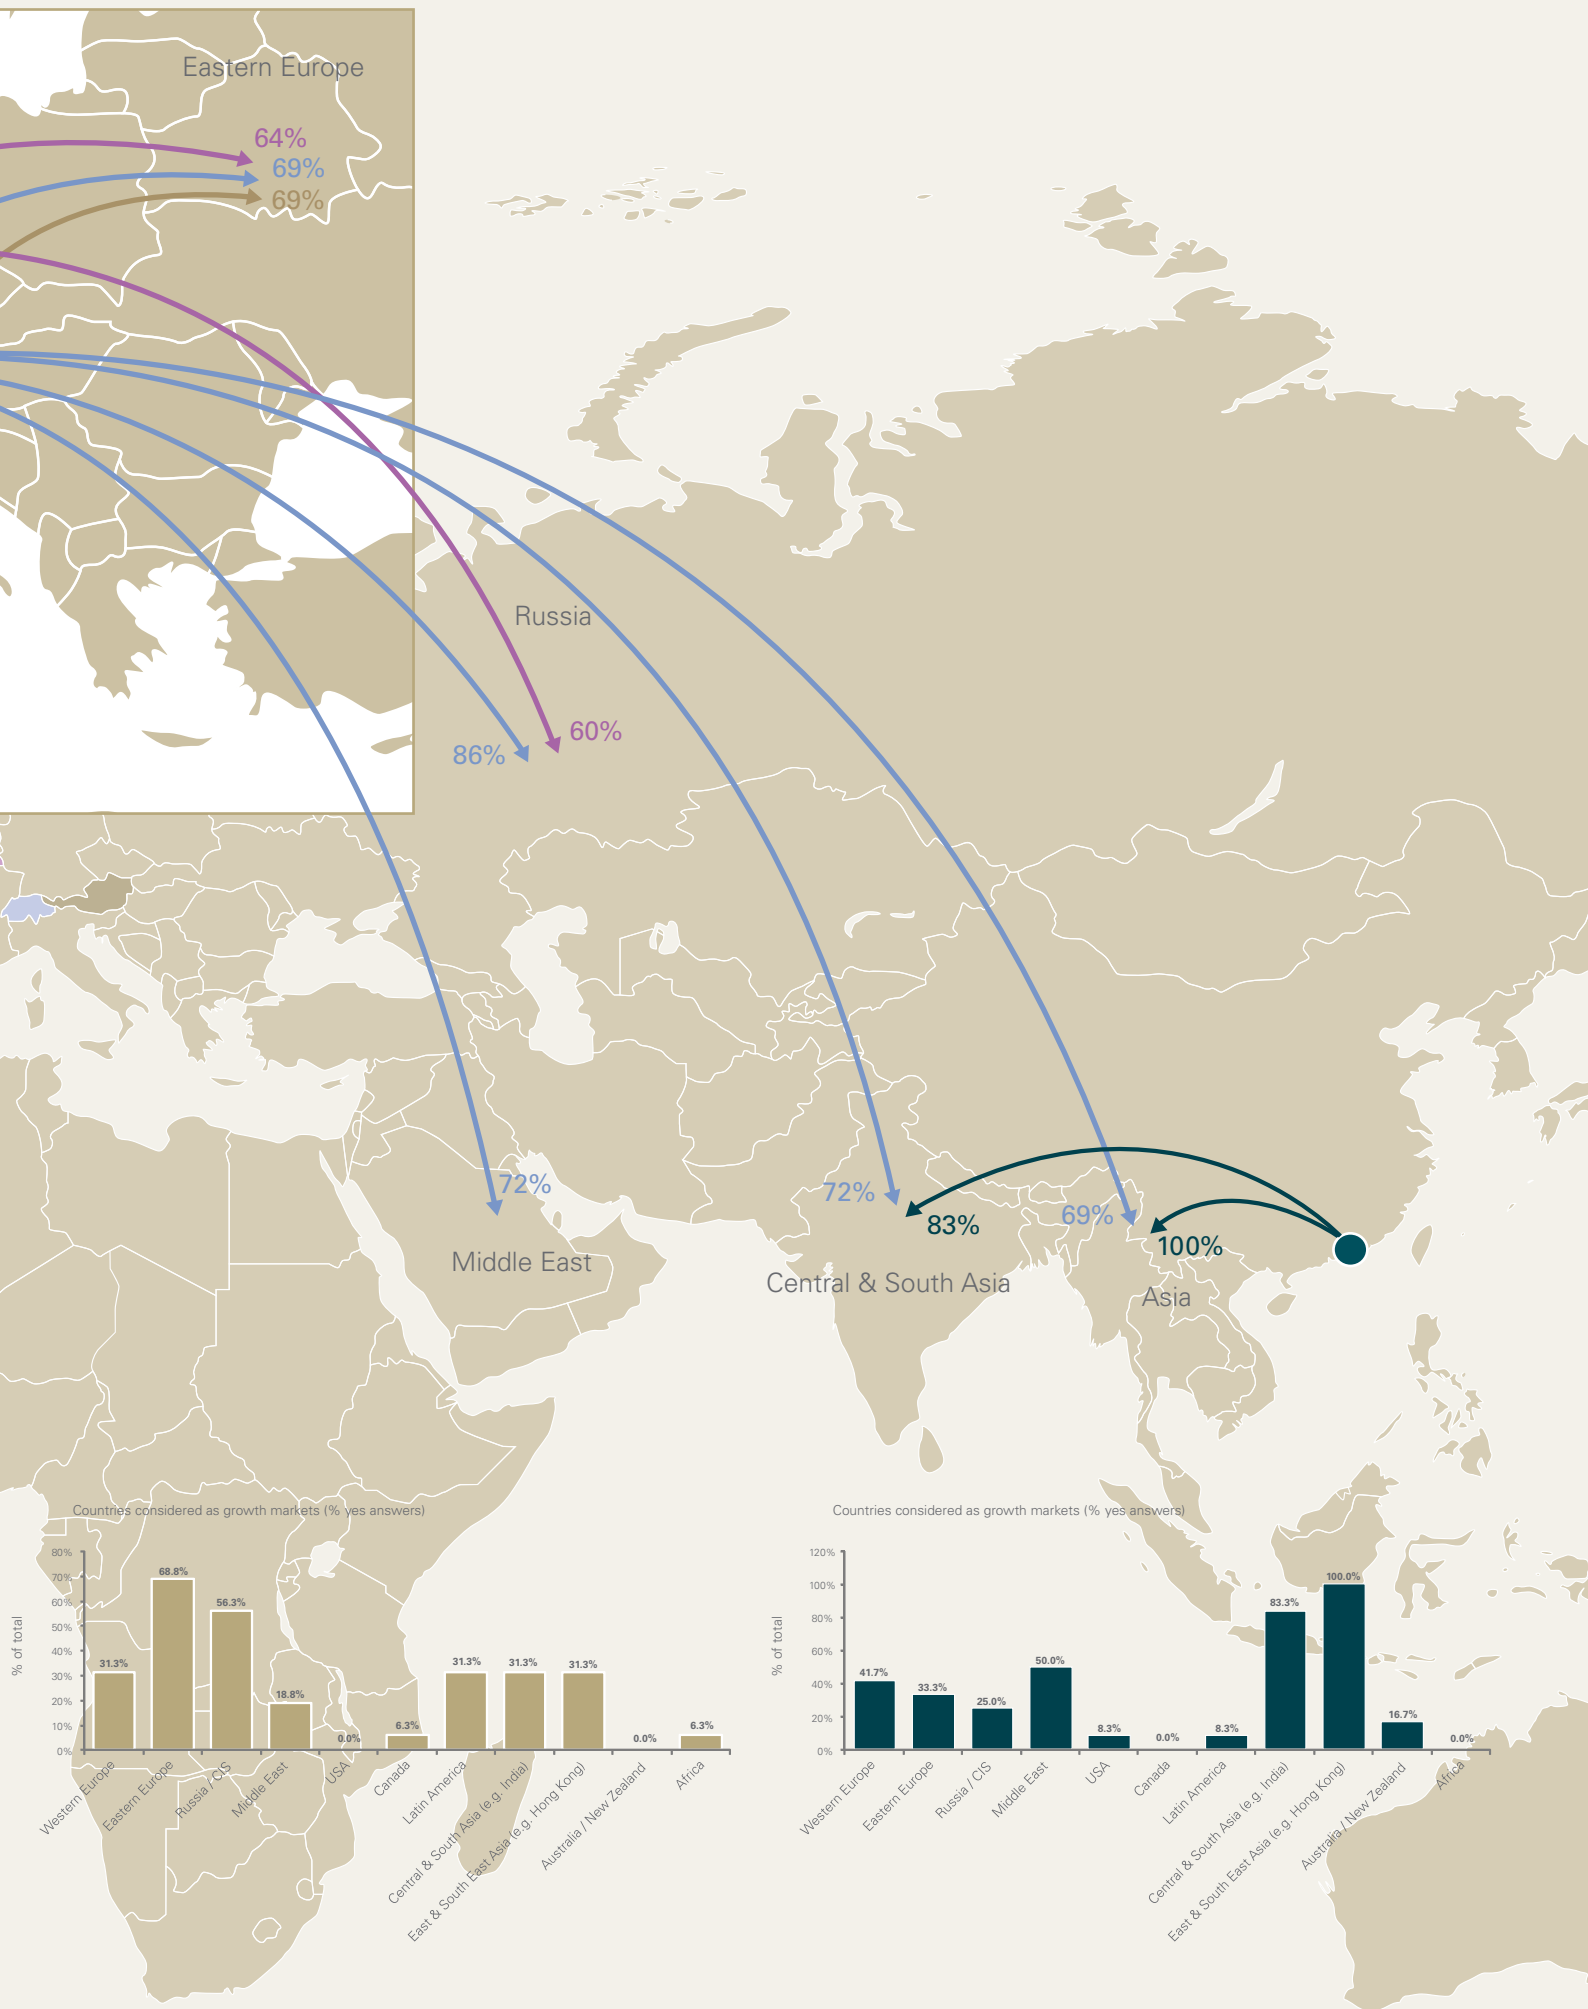 Eastern Europe
64%
69%
69%
Russia
60%
86%
72%
72%
83%
69%
100%
Middle East
Central & South Asia
Asia
Countries considered as growth markets (% yes answers)
% of total
80%
70%
60%
50%
40%
30%
20%
10%
0%
31.3%
68.8%
56.3%
18.8%
0.0%
6.3%
31.3%
31.3%
31.3%
0.0%
6.3%
Western Europe
Eastern Europe
Russia / CIS
Middle East
USA
Canada
Latin America
Central & South Asia (e.g. India)
East & South East Asia (e.g. Hong Kong)
Australia / New Zealand
Africa
Countries considered as growth markets (% yes answers)
% of total
120%
100%
80%
60%
40%
20%
0%
41.7%
33.3%
25.0%
50.0%
8.3%
0.0%
8.3%
83.3%
100.0%
16.7%
0.0%
Western Europe
Eastern Europe
Russia / CIS
Middle East
USA
Canada
Latin America
Central & South Asia (e.g. India)
East & South East Asia (e.g. Hong Kong)
Australia / New Zealand
Africa